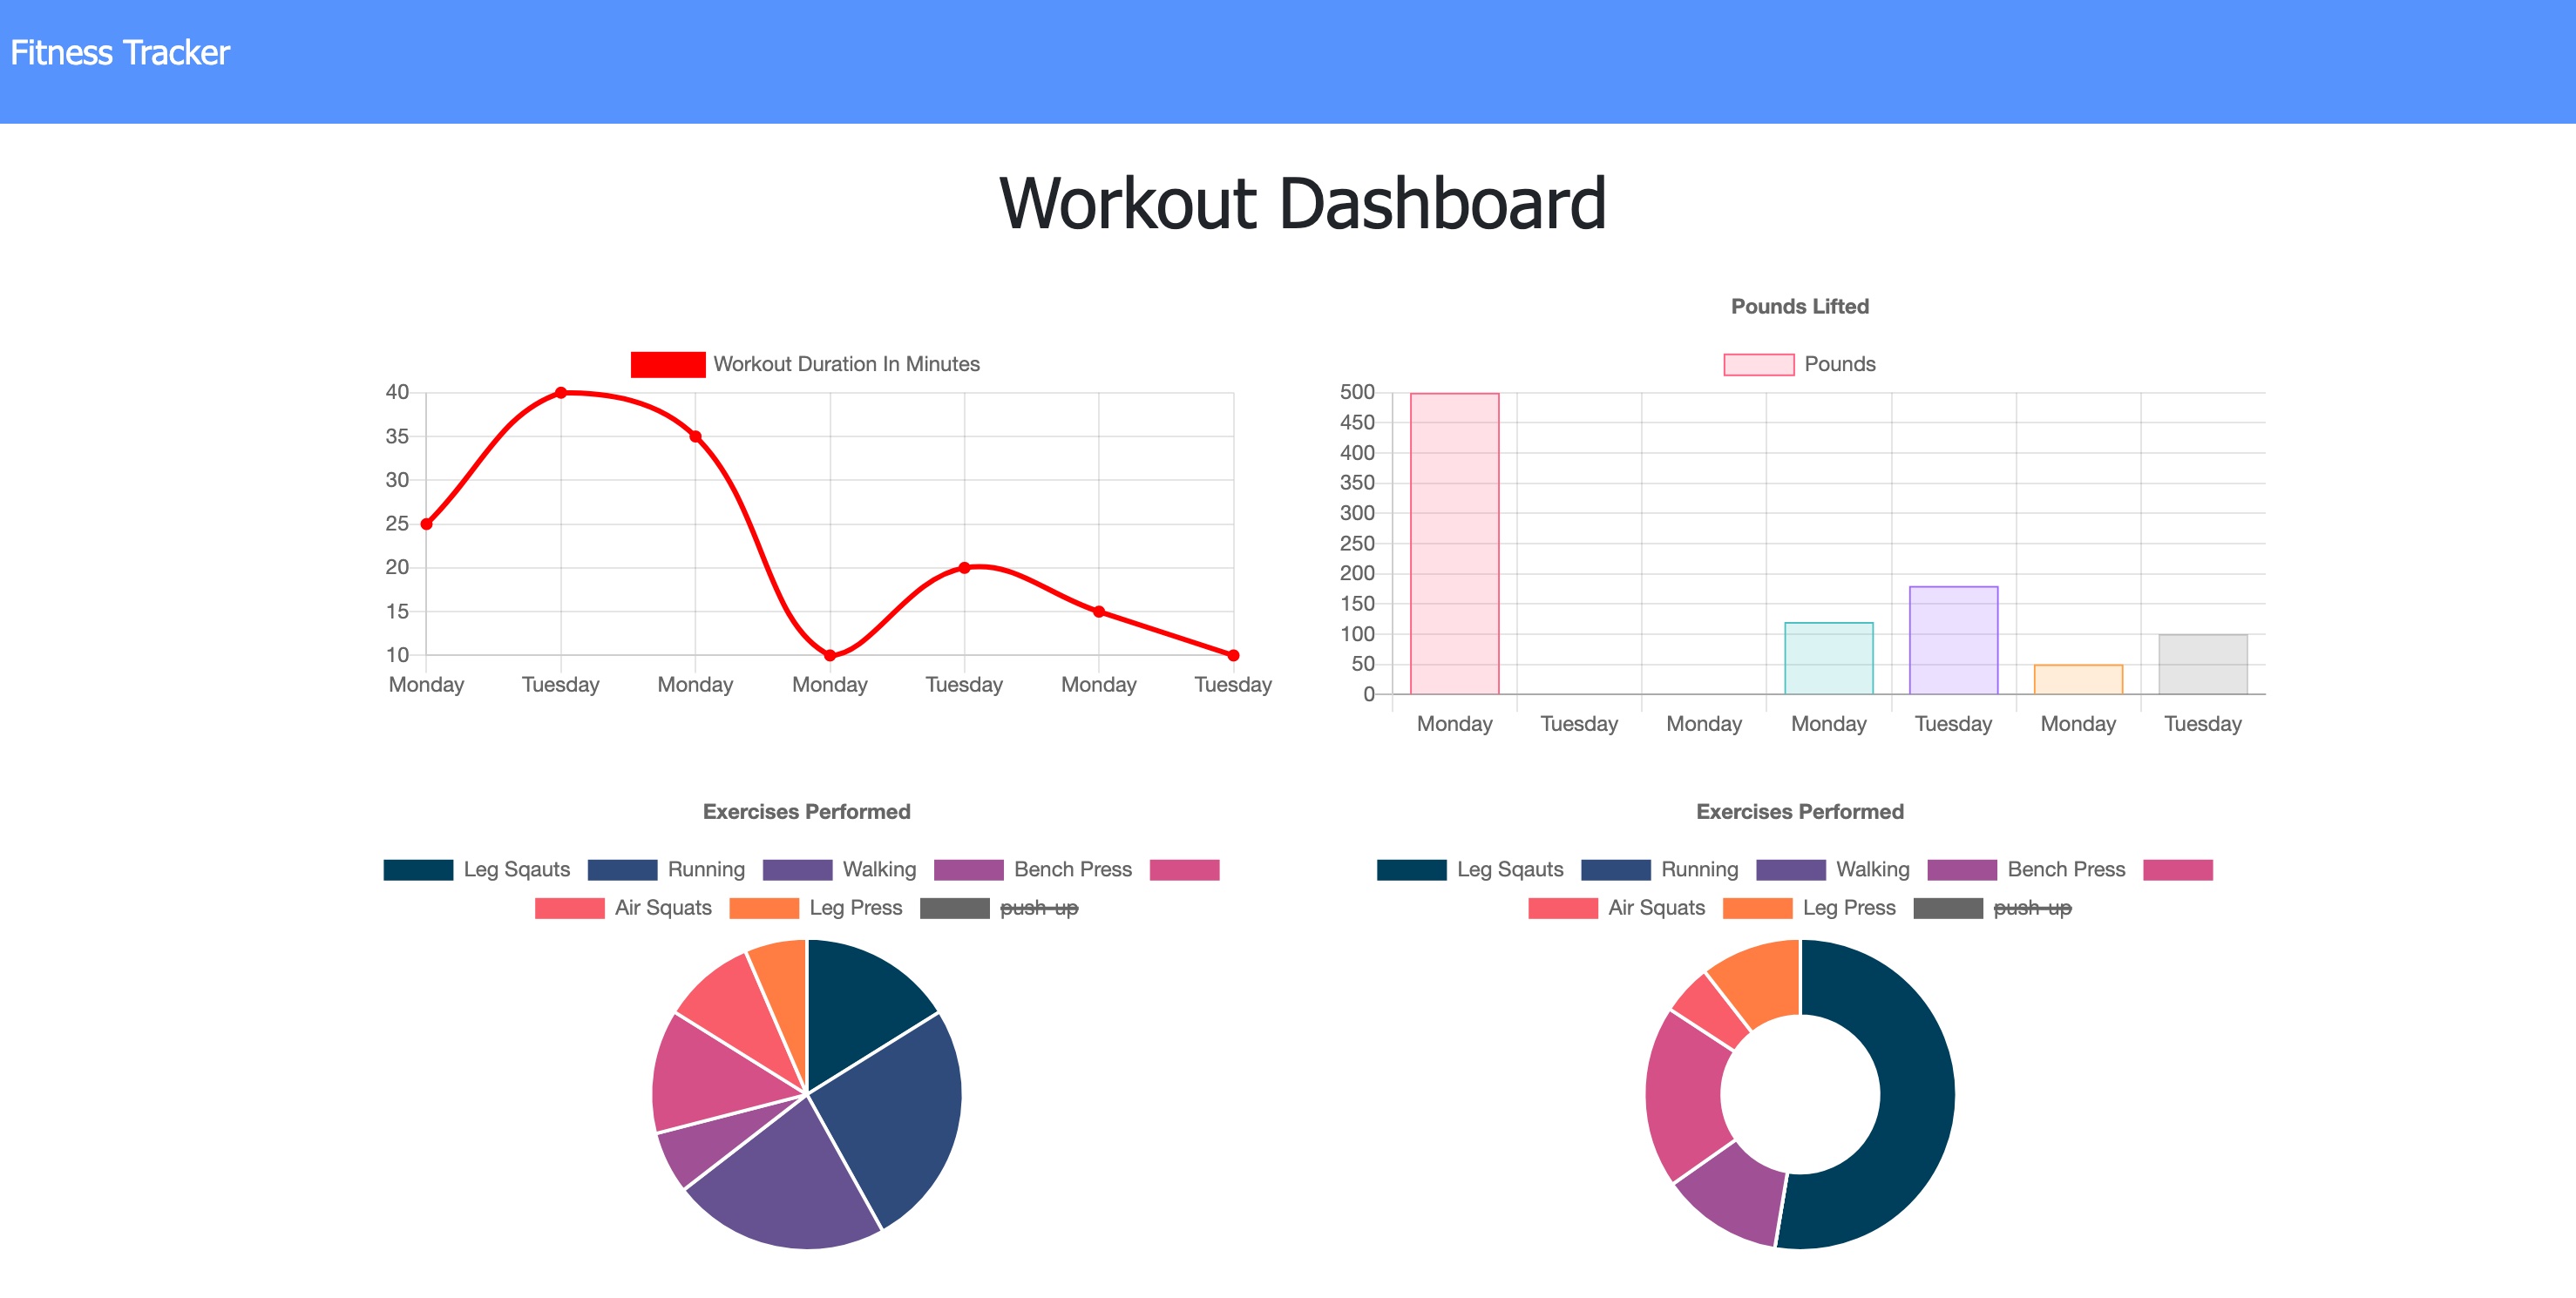 Fitness Tracker
Workout Dashboard
Workout Duration In Minutes
40
35
30
25
20
15
10
Monday Tuesday Monday Monday Tuesday Monday Tuesday
Pounds Lifted
Pounds
500
450
400
350
300
250
200
150
100
50
0
Monday Tuesday Monday Monday Tuesday Monday Tuesday
Exercises Performed
Leg Sqauts Running Walking Bench Press
Air Squats Leg Press push-up
Exercises Performed
Leg Sqauts Running Walking Bench Press
Air Squats Leg Press push-up